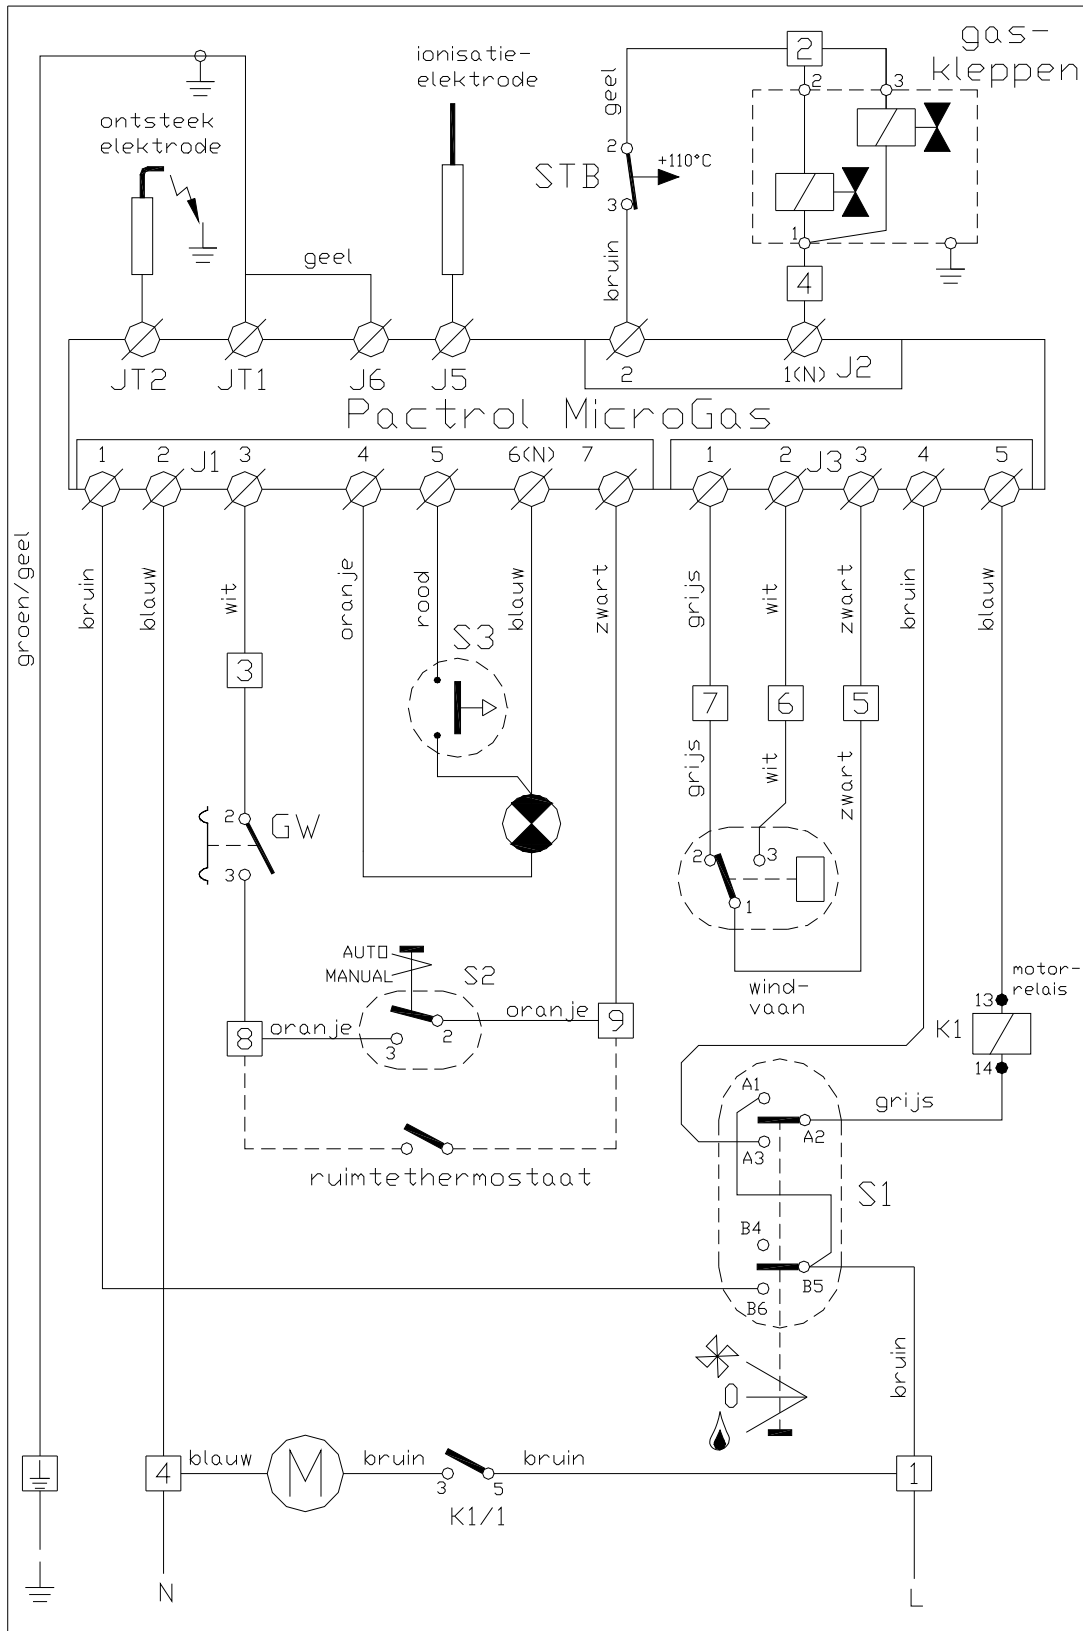 gas-
kleppen
ionisatie-
elektrode
ontsteek
elektrode
geel
2
2
3
STB
2
3
+110°C
1
bruin
4
geel
JT2
JT1
J6
J5
2
1(N)
J2
Pactrol MicroGas
1
2
J1
3
4
5
6(N)
7
1
2
J3
3
4
5
groen/geel
bruin
blauw
wit
oranje
rood
blauw
zwart
grijs
wit
zwart
bruin
blauw
S3
3
7
6
5
grijs
wit
zwart
2
GW
3
2
3
1
wind-
vaan
AUTO
MANUAL
S2
oranje
3
2
oranje
8
9
motor-
relais
13
K1
14
ruimtethermostaat
A1
A2
A3
grijs
S1
B4
B5
B6
0
bruin
4
blauw
M
bruin
3
5
K1/1
bruin
1
N
L